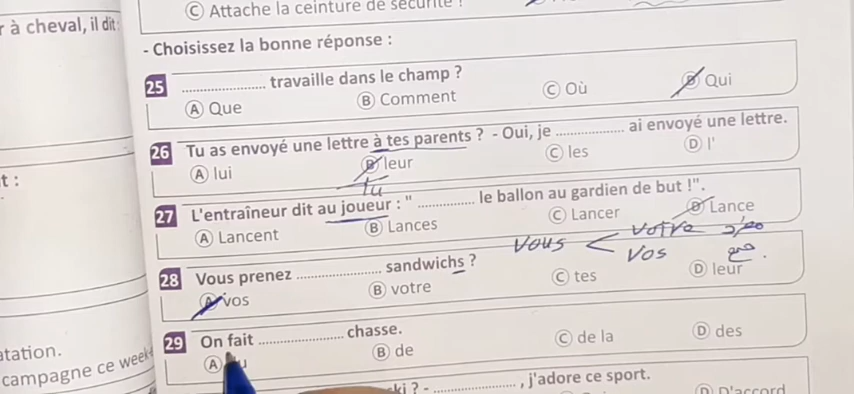 r à cheval, il dit
t :
tation.
campagne ce week
C Attache la ceinture de sécurité !
- Choisissez la bonne réponse :
25 .................... travaille dans le champ ?
A Que B Comment C Où D Qui
26 Tu as envoyé une lettre à tes parents ? - Oui, je .................... ai envoyé une lettre.
A lui B leur C les D l'
tu
27 L'entraîneur dit au joueur : " .................... le ballon au gardien de but !".
A Lancent B Lances C Lancer D Lance
vous < votre مفرد
vos جمع.
28 Vous prenez .................... sandwichs ?
A vos B votre C tes D leur
29 On fait .................... chasse.
A B de C de la D des
ki ? - .................... , j'adore ce sport.
D D'accord